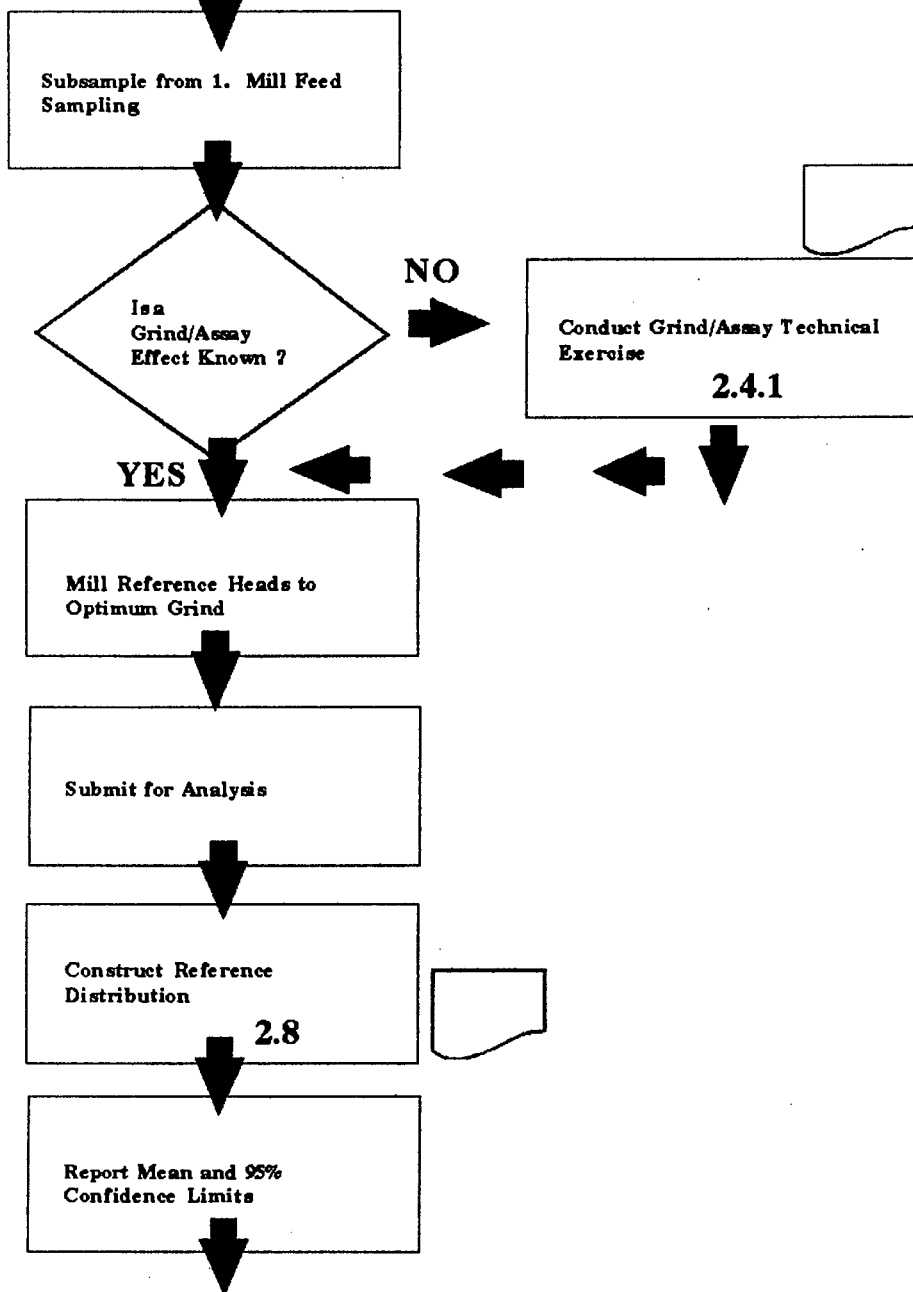 Subsample from 1. Mill Feed
Sampling
Is a
Grind/Assay
Effect Known ?
NO
Conduct Grind/Assay Technical
Exercise
2.4.1
YES
Mill Reference Heads to
Optimum Grind
Submit for Analysis
Construct Reference
Distribution
2.8
Report Mean and 95%
Confidence Limits